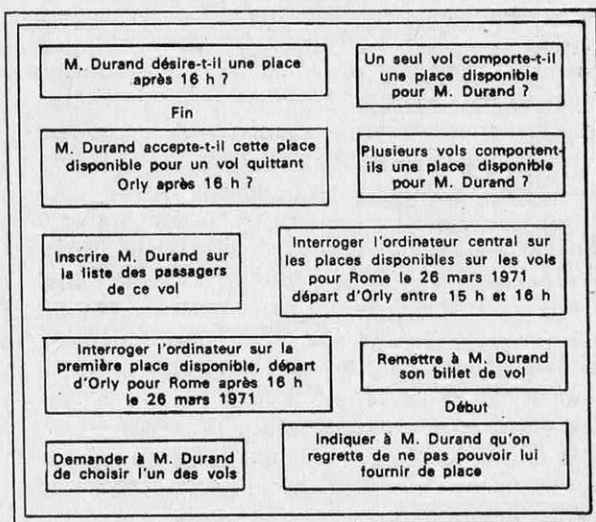 M. Durand désire-t-il une place
après 16 h ?
Un seul vol comporte-t-il
une place disponible
pour M. Durand ?
Fin
M. Durand accepte-t-il cette place
disponible pour un vol quittant
Orly après 16 h ?
Plusieurs vols comportent-
ils une place disponible
pour M. Durand ?
Inscrire M. Durand sur
la liste des passagers
de ce vol
Interroger l'ordinateur central sur
les places disponibles sur les vols
pour Rome le 26 mars 1971
départ d'Orly entre 15 h et 16 h
Interroger l'ordinateur sur la
première place disponible, départ
d'Orly pour Rome après 16 h
le 26 mars 1971
Remettre à M. Durand
son billet de vol
Début
Demander à M. Durand
de choisir l'un des vols
Indiquer à M. Durand qu'on
regrette de ne pas pouvoir lui
fournir de place